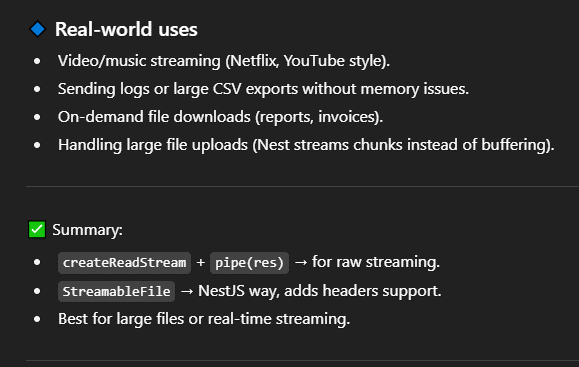 Real-world uses
• Video/music streaming (Netflix, YouTube style).
• Sending logs or large CSV exports without memory issues.
• On-demand file downloads (reports, invoices).
• Handling large file uploads (Nest streams chunks instead of buffering).
✅ Summary:
• createReadStream + pipe(res) → for raw streaming.
• StreamableFile → NestJS way, adds headers support.
• Best for large files or real-time streaming.